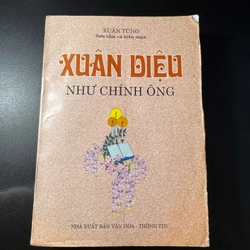 XUÂN TÙNG
Sưu tầm và biên soạn
XUÂN DIỆU
NHƯ CHÍNH ÔNG
NHÀ XUẤT BẢN VĂN HÓA - THÔNG TIN